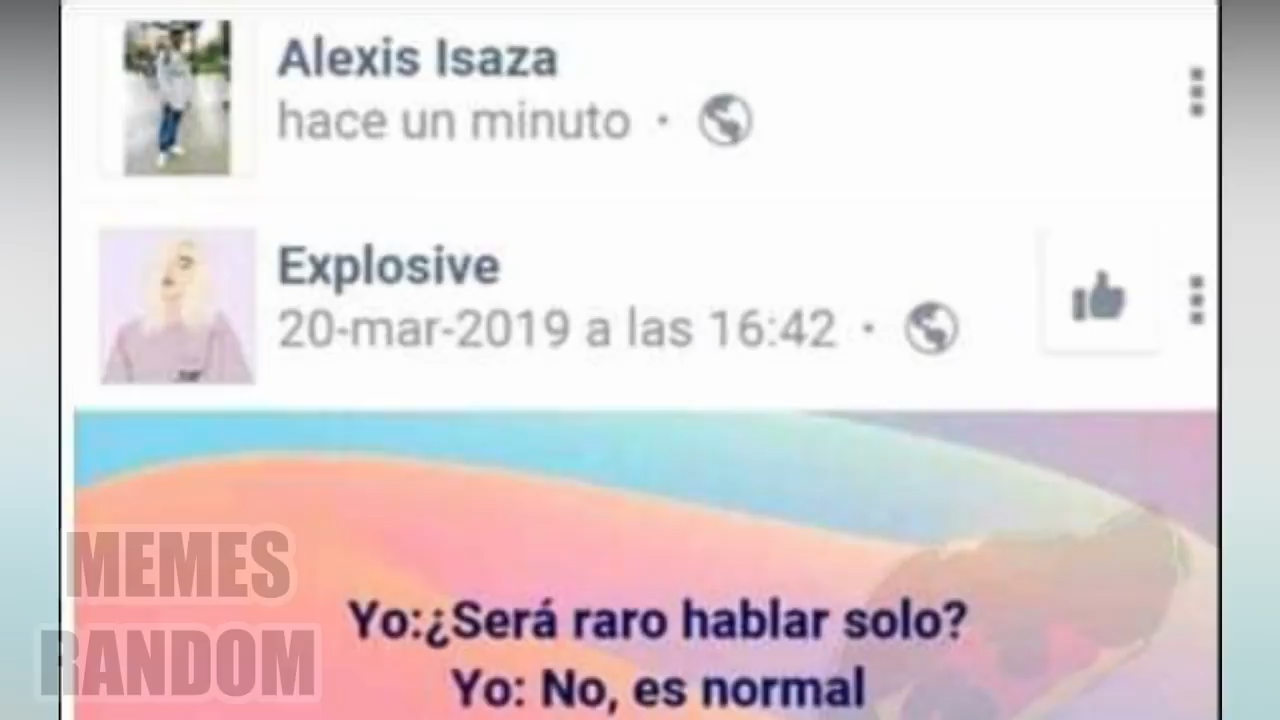 Alexis Isaza
hace un minuto ·
Explosive
20-mar-2019 a las 16:42 ·
MEMES
RANDOM
Yo:¿Será raro hablar solo?
Yo: No, es normal